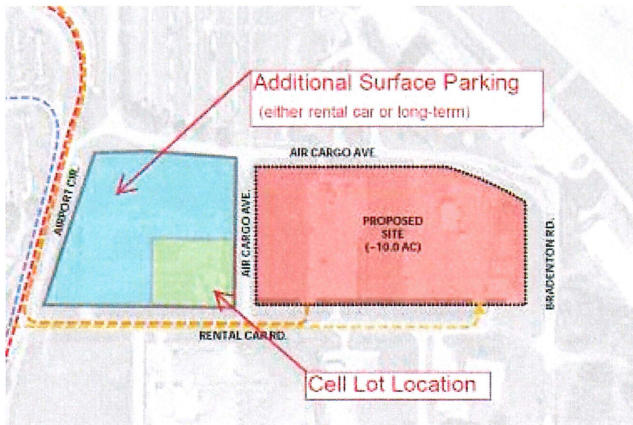 Additional Surface Parking
(either rental car or long-term)
AIR CARGO AVE.
AIRPORT CIR.
AIR CARGO AVE.
PROPOSED
SITE
(~10.0 AC)
BRADENTON RD.
RENTAL CAR RD.
Cell Lot Location